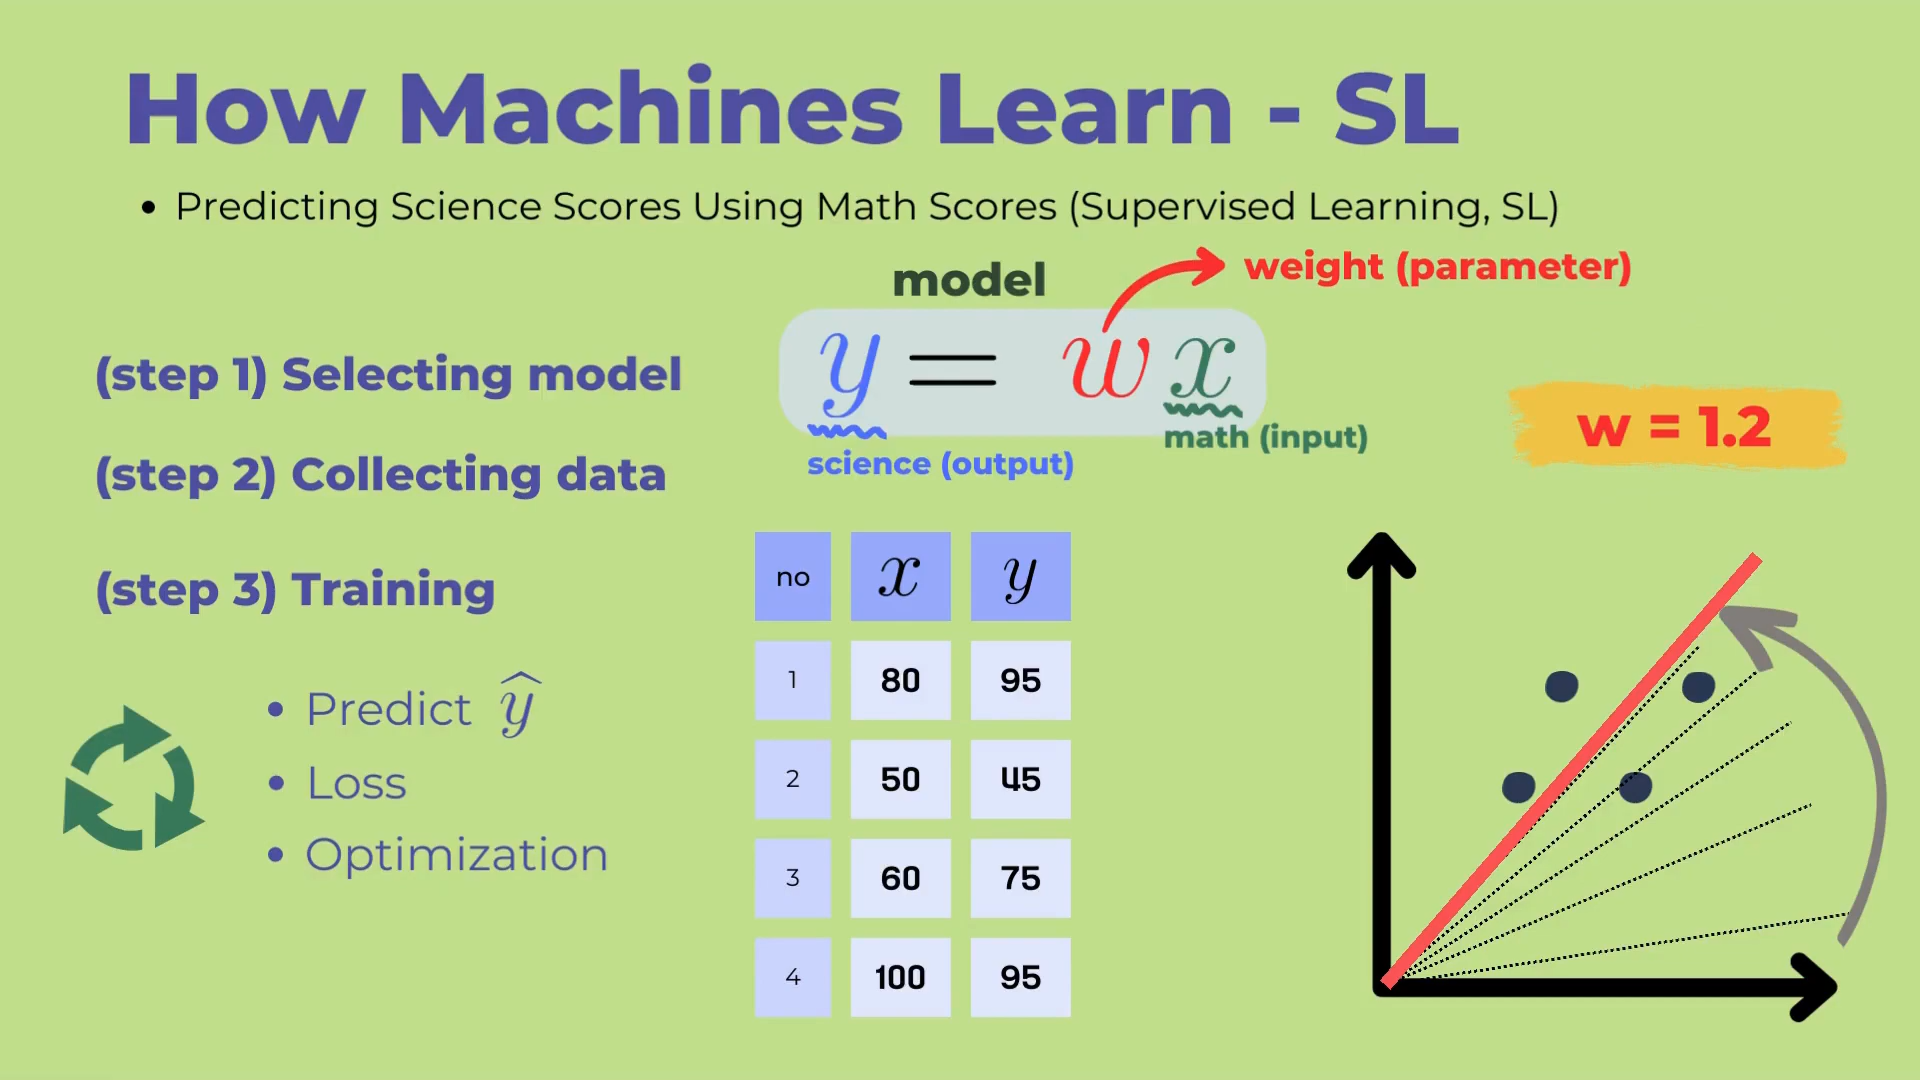 How Machines Learn - SL
• Predicting Science Scores Using Math Scores (Supervised Learning, SL)
model
weight (parameter)
y = wx
science (output)
math (input)
w = 1.2
(step 1) Selecting model
(step 2) Collecting data
(step 3) Training
• Predict ŷ
• Loss
• Optimization
no x y
1 80 95
2 50 45
3 60 75
4 100 95